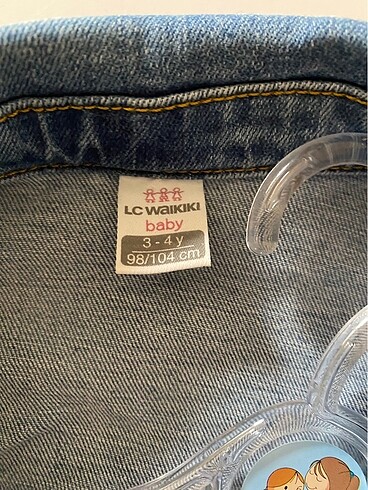 LC WAIKIKI
baby
3 - 4 y
98/104 cm